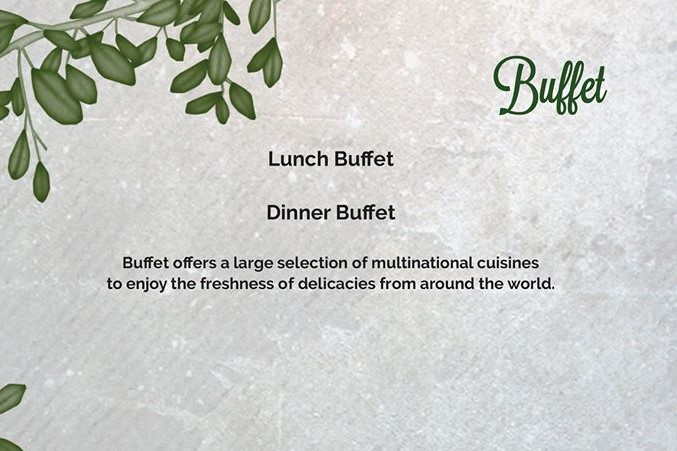 Buffet
Lunch Buffet
Dinner Buffet
Buffet offers a large selection of multinational cuisines
to enjoy the freshness of delicacies from around the world.